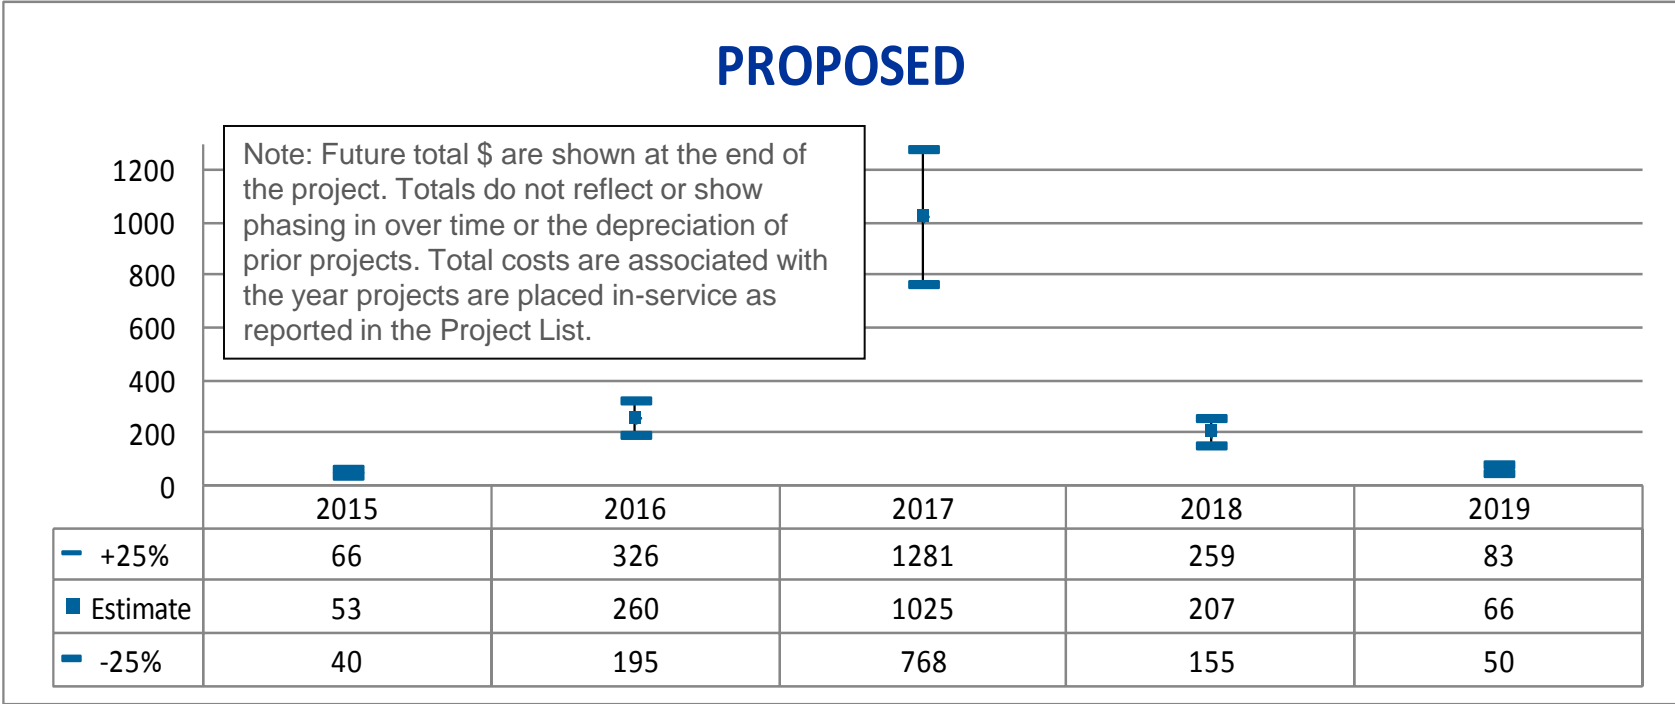 PROPOSED
Note: Future total $ are shown at the end of
the project. Totals do not reflect or show
phasing in over time or the depreciation of
prior projects. Total costs are associated with
the year projects are placed in-service as
reported in the Project List.
1200
1000
800
600
400
200
0
2015 2016 2017 2018 2019
+25% 66 326 1281 259 83
Estimate 53 260 1025 207 66
-25% 40 195 768 155 50